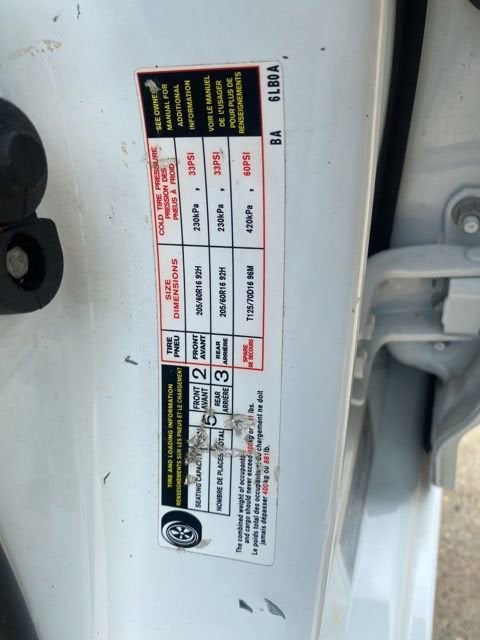 TIRE AND LOADING INFORMATION
RENSEIGNEMENTS SUR LES PNEUS ET LE CHARGEMENT
SEATING CAPACITY
NOMBRE DE PLACES
TOTAL 5
FRONT AVANT 2
REAR ARRIÈRE 3
The combined weight of occupants
and cargo should never exceed kg or lbs.
Le poids total des occupants du chargement ne doit
jamais dépasser 400 kg ou lb.
TIRE
PNEU
SIZE
DIMENSIONS
COLD TIRE PRESSURE
PRESSION DES
PNEUS À FROID
SEE OWNER
MANUAL FOR
ADDITIONAL
INFORMATION
VOIR LE MANUEL
DE L'USAGER
POUR PLUS DE
RENSEIGNEMENTS
FRONT
AVANT
205/60R16 92H
230kPa , 33PSI
REAR
ARRIÈRE
205/60R16 92H
230kPa , 33PSI
SPARE
DE SECOURS
T125/70D16 96M
420kPa , 60PSI
BA 6LB0A